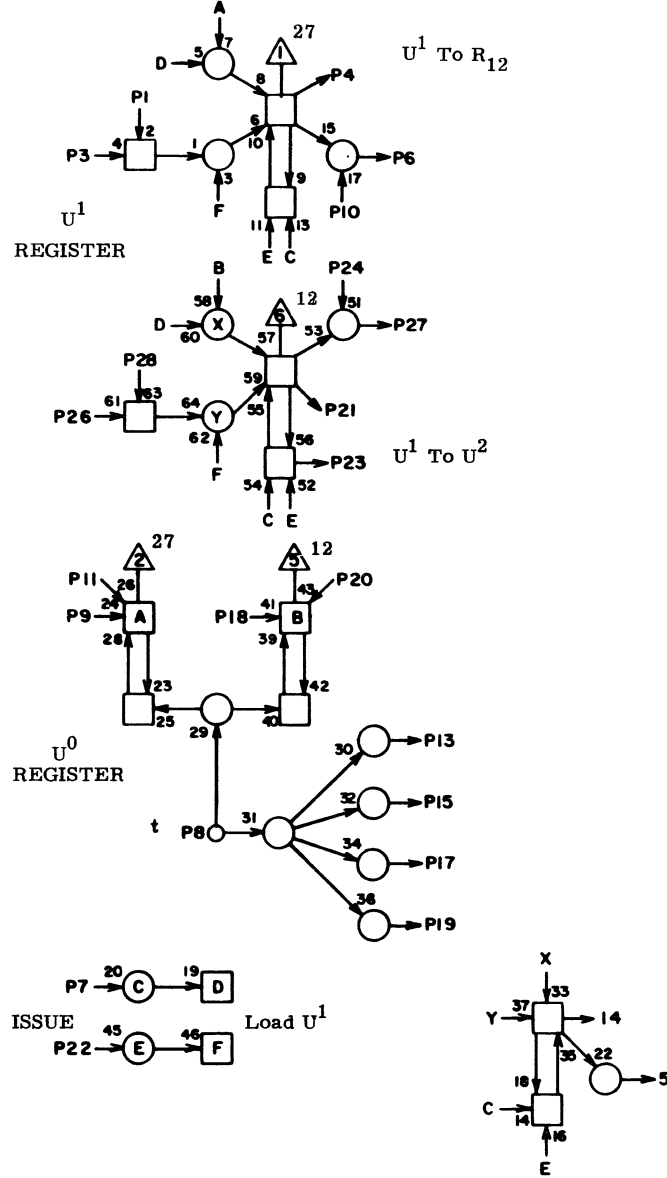 A
27
7
5
D
1
U¹ To R₁₂
8
P4
P1
2
4
P3
1
6
10
15
P6
3
9
17
F
P10
U¹
REGISTER
11
13
E C
B
P24
12
58
6
51
D
60
X
57
53
P27
P28
59
61
63
64
P26
Y
55
P21
62
56
F
P23
U¹ To U²
54
52
C E
27
12
2
5
P11
26
43
P20
24
P9
A
P18
41
B
28
39
23
42
25
29
40
U⁰
REGISTER
30
P13
t
P8
31
32
P15
34
P17
36
P19
X
20
19
P7
C
D
33
37
Y
14
ISSUE
Load U¹
45
46
P22
E
F
35
22
18
5
C
14
16
E